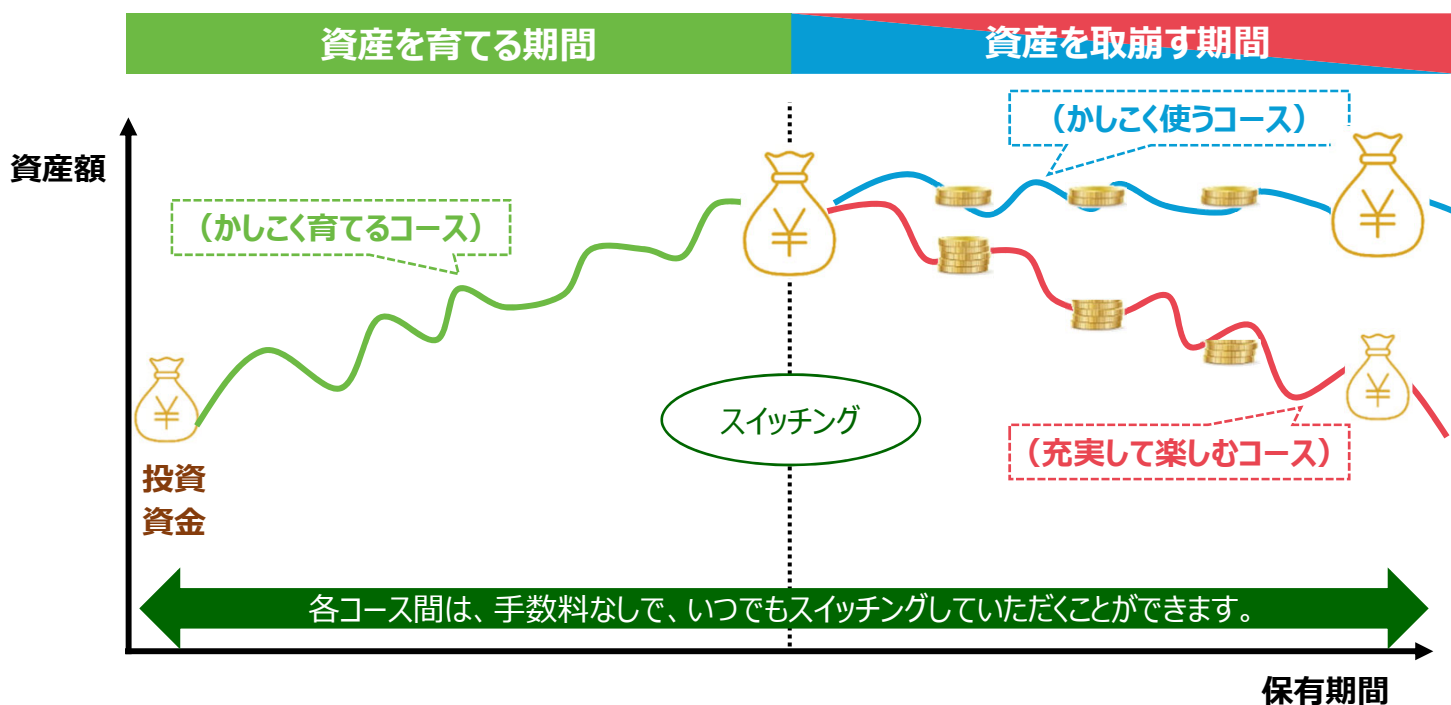 資産を育てる期間
資産を取崩す期間
(かしこく使うコース)
資産額
(かしこく育てるコース)
¥
¥
¥
¥
スイッチング
(充実して楽しむコース)
投資
資金
各コース間は、手数料なしで、いつでもスイッチングしていただくことができます。
保有期間